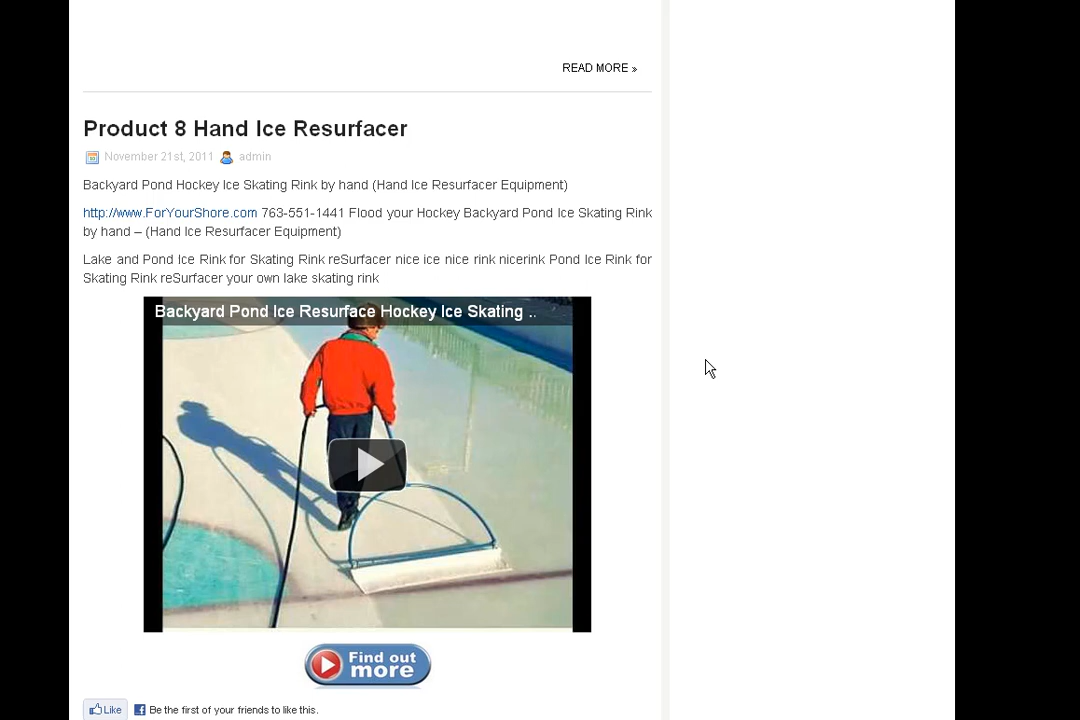 READ MORE »
Product 8 Hand Ice Resurfacer
November 21st, 2011 admin
Backyard Pond Hockey Ice Skating Rink by hand (Hand Ice Resurfacer Equipment)
http://www.ForYourShore.com 763-551-1441 Flood your Hockey Backyard Pond Ice Skating Rink
by hand – (Hand Ice Resurfacer Equipment)
Lake and Pond Ice Rink for Skating Rink reSurfacer nice ice nice rink nicerink Pond Ice Rink for
Skating Rink reSurfacer your own lake skating rink
Backyard Pond Ice Resurface Hockey Ice Skating ..
Find out
more
Like Be the first of your friends to like this.